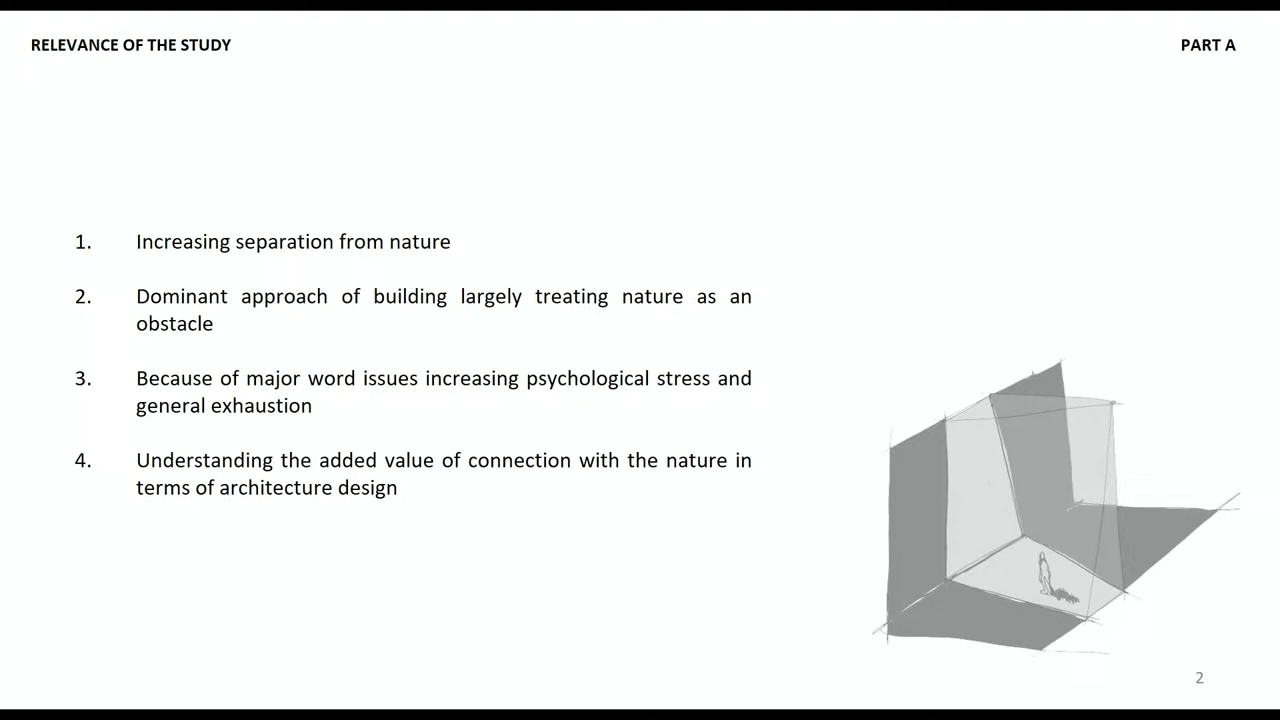 RELEVANCE OF THE STUDY
PART A
1. Increasing separation from nature
2. Dominant approach of building largely treating nature as an
obstacle
3. Because of major word issues increasing psychological stress and
general exhaustion
4. Understanding the added value of connection with the nature in
terms of architecture design
2